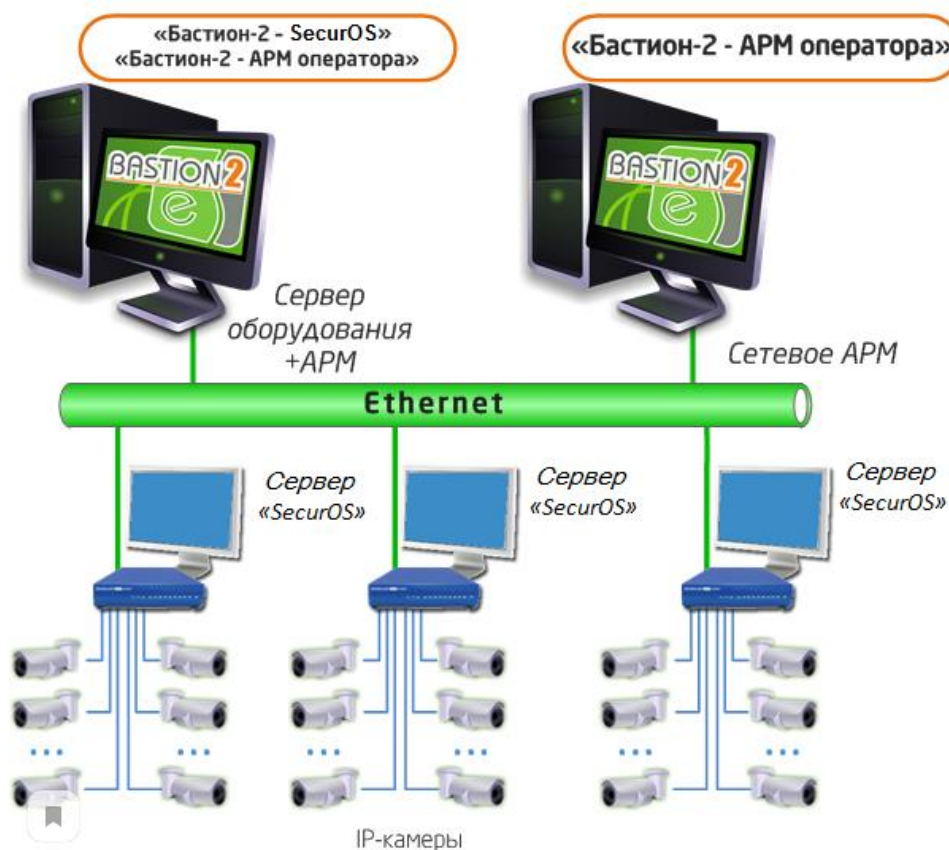 «Бастион-2 - SecurOS»
«Бастион-2 - АРМ оператора»
«Бастион-2 - АРМ оператора»
BASTION2
e
BASTION2
e
Сервер
оборудования
+АРМ
Сетевое АРМ
Ethernet
Сервер
«SecurOS»
Сервер
«SecurOS»
Сервер
«SecurOS»
IP-камеры